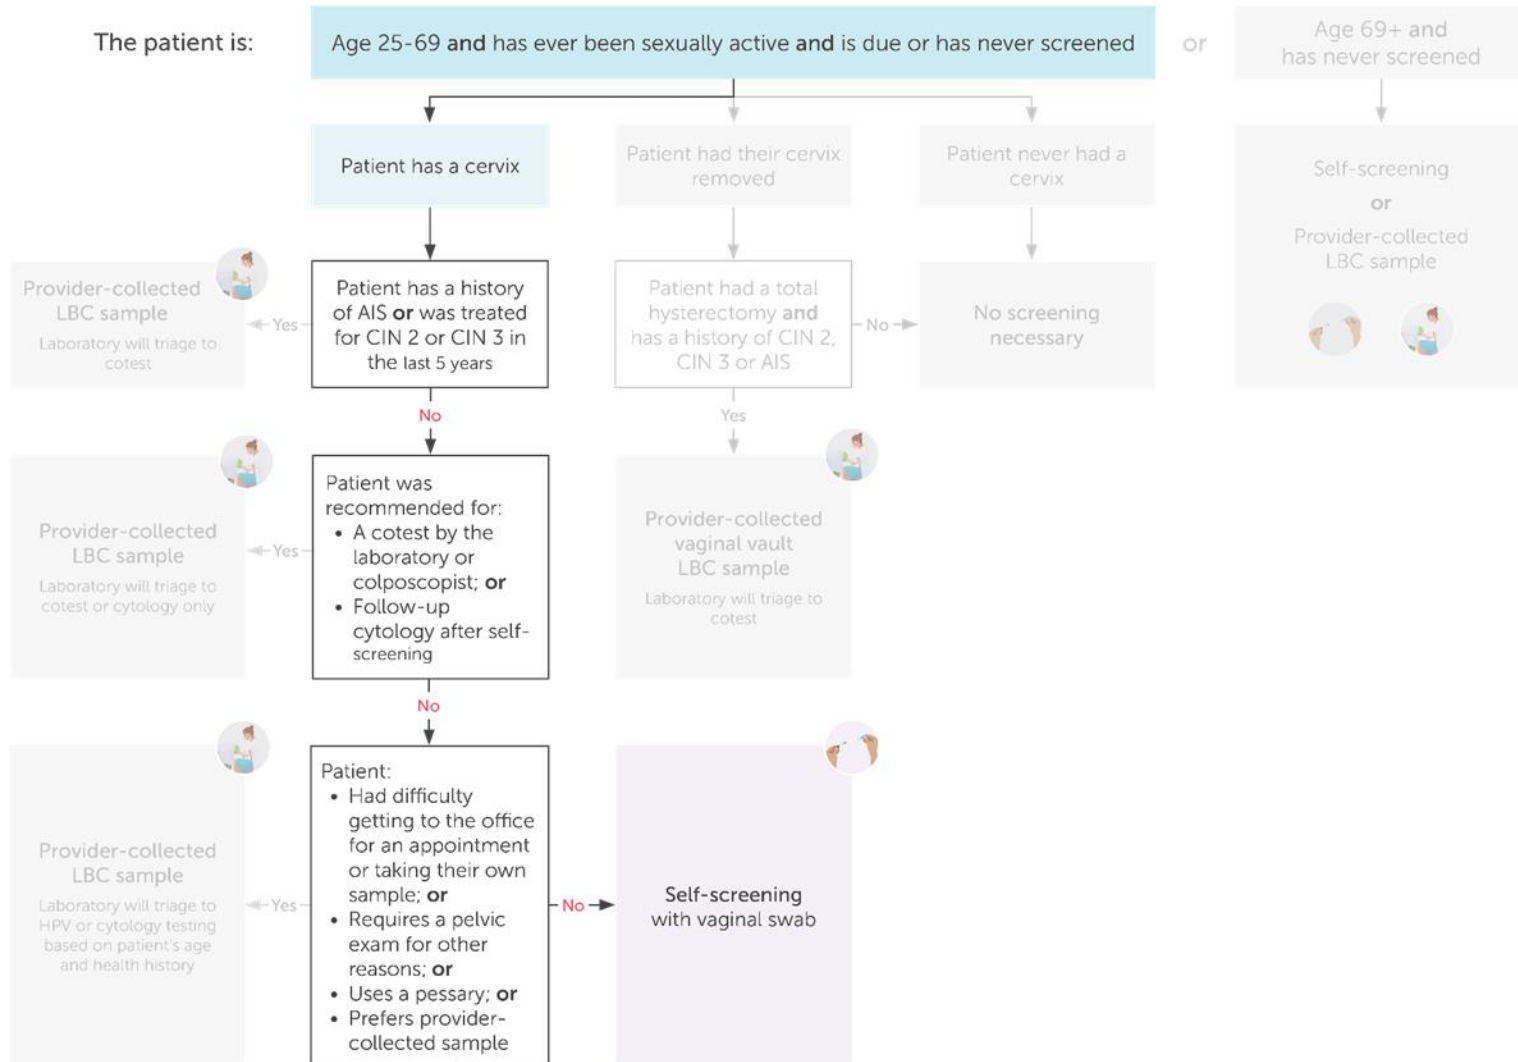 The patient is:
Age 25-69 and has ever been sexually active and is due or has never screened
or
Age 69+ and
has never screened
Patient has a cervix
Patient had their cervix
removed
Patient never had a
cervix
Self-screening
or
Provider-collected
LBC sample
Provider-collected
LBC sample
Laboratory will triage to
cotest
Yes
Patient has a history
of AIS or was treated
for CIN 2 or CIN 3 in
the last 5 years
Patient had a total
hysterectomy and
has a history of CIN 2,
CIN 3 or AIS
No
No screening
necessary
No
Yes
Provider-collected
LBC sample
Laboratory will triage to
cotest or cytology only
Yes
Patient was
recommended for:
• A cotest by the
laboratory or
colposcopist; or
• Follow-up
cytology after self-
screening
Provider-collected
vaginal vault
LBC sample
Laboratory will triage to
cotest
No
Provider-collected
LBC sample
Laboratory will triage to
HPV or cytology testing
based on patient's age
and health history
Yes
Patient:
• Had difficulty
getting to the office
for an appointment
or taking their own
sample; or
• Requires a pelvic
exam for other
reasons; or
• Uses a pessary; or
• Prefers provider-
collected sample
No
Self-screening
with vaginal swab